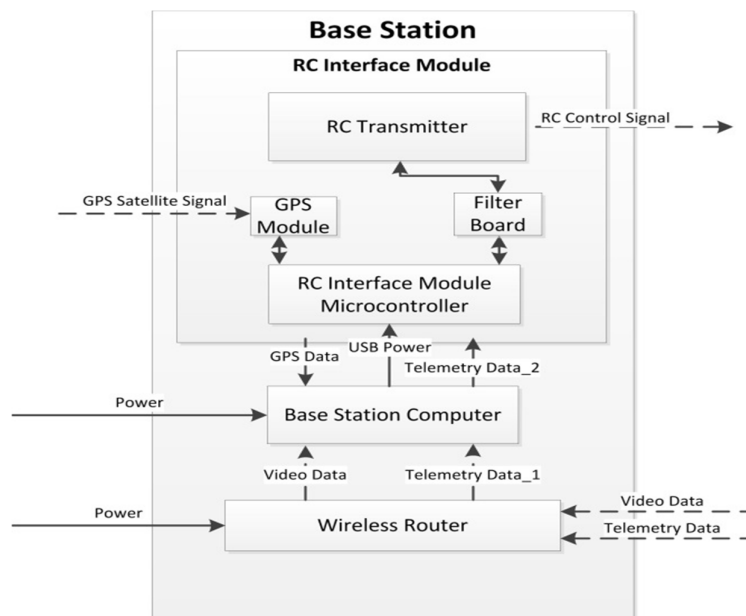 Base Station
RC Interface Module
RC Transmitter
RC Control Signal
GPS Satellite Signal
GPS
Module
Filter
Board
RC Interface Module
Microcontroller
USB Power
GPS Data
Telemetry Data_2
Power
Base Station Computer
Video Data
Telemetry Data_1
Power
Wireless Router
Video Data
Telemetry Data